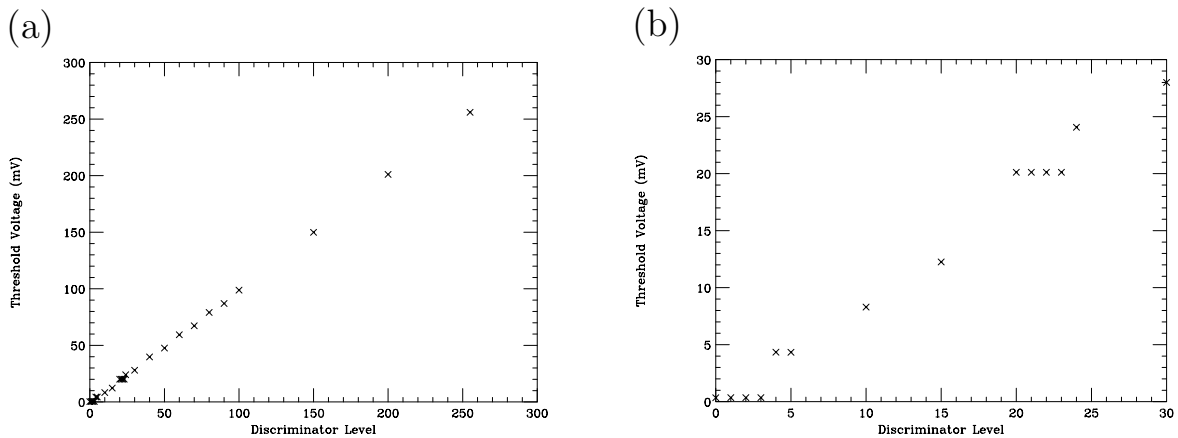 (a)
300
250
200
150
100
50
0
Threshold Voltage (mV)
0 50 100 150 200 250 300
Discriminator Level
(b)
30
25
20
15
10
5
0
Threshold Voltage (mV)
0 5 10 15 20 25 30
Discriminator Level